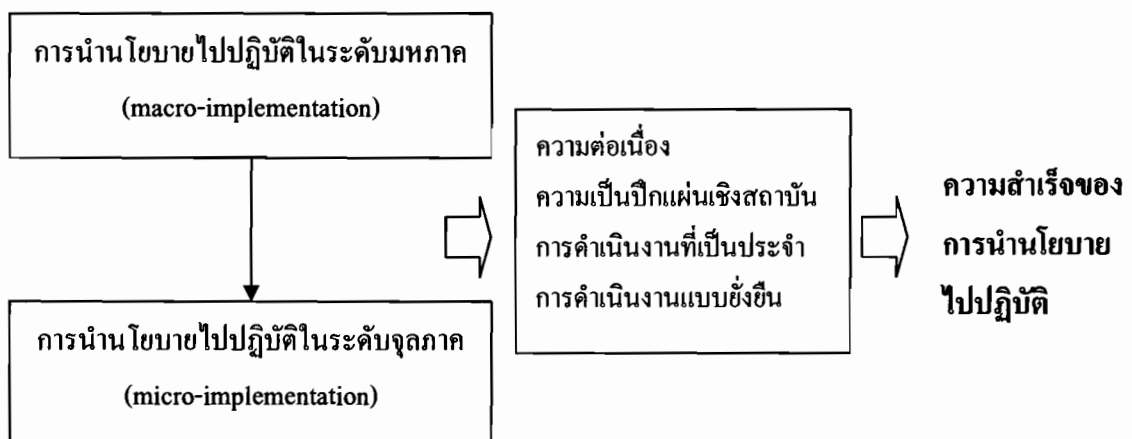 การนำนโยบายไปปฏิบัติในระดับมหภาค
(macro-implementation)
ความต่อเนื่อง
ความเป็นปึกแผ่นเชิงสถาบัน
การดำเนินงานที่เป็นประจำ
การดำเนินงานแบบยั่งยืน
ความสำเร็จของ
การนำนโยบาย
ไปปฏิบัติ
การนำนโยบายไปปฏิบัติในระดับจุลภาค
(micro-implementation)